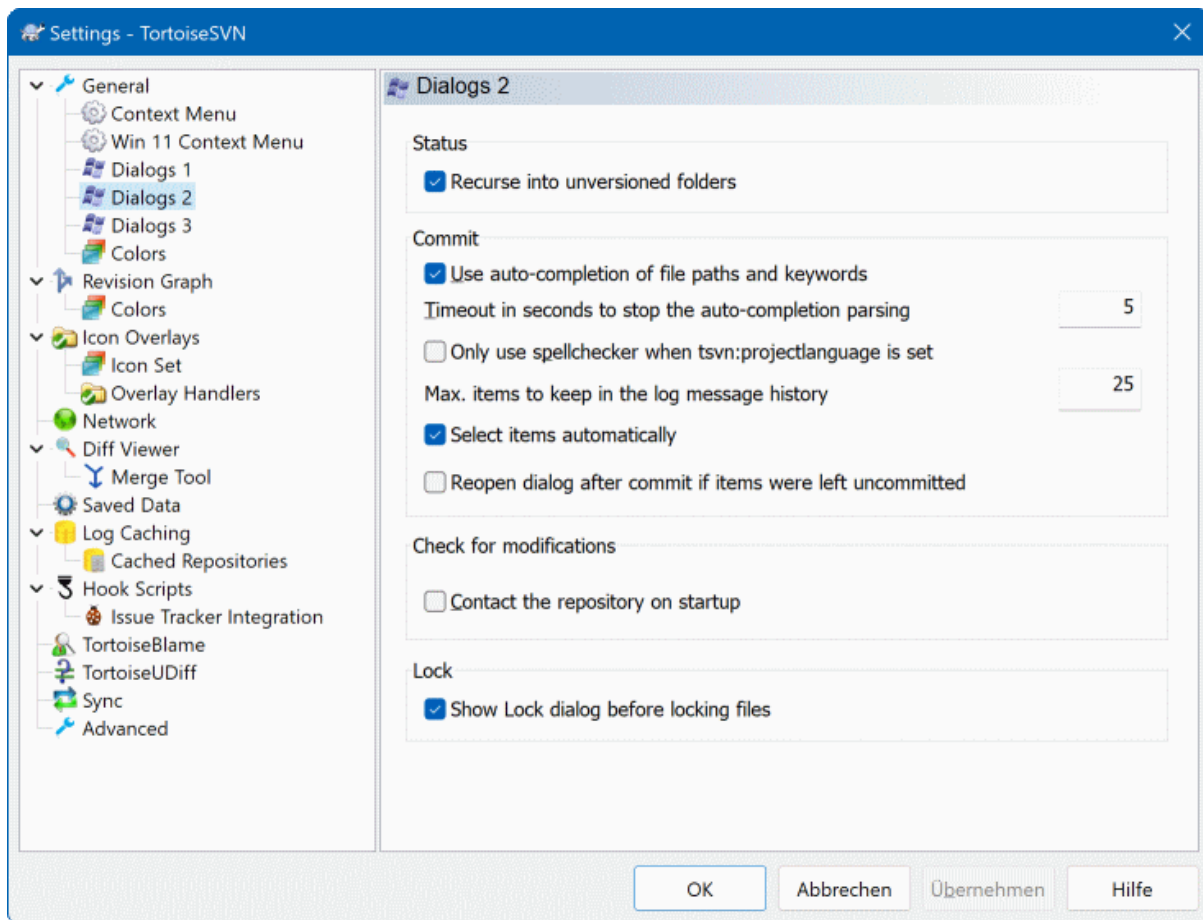 Settings - TortoiseSVN
General
Context Menu
Win 11 Context Menu
Dialogs 1
Dialogs 2
Dialogs 3
Colors
Revision Graph
Colors
Icon Overlays
Icon Set
Overlay Handlers
Network
Diff Viewer
Merge Tool
Saved Data
Log Caching
Cached Repositories
Hook Scripts
Issue Tracker Integration
TortoiseBlame
TortoiseUDiff
Sync
Advanced
Dialogs 2
Status
Recurse into unversioned folders
Commit
Use auto-completion of file paths and keywords
Timeout in seconds to stop the auto-completion parsing 5
Only use spellchecker when tsvn:projectlanguage is set
Max. items to keep in the log message history 25
Select items automatically
Reopen dialog after commit if items were left uncommitted
Check for modifications
Contact the repository on startup
Lock
Show Lock dialog before locking files
OK Abbrechen Übernehmen Hilfe